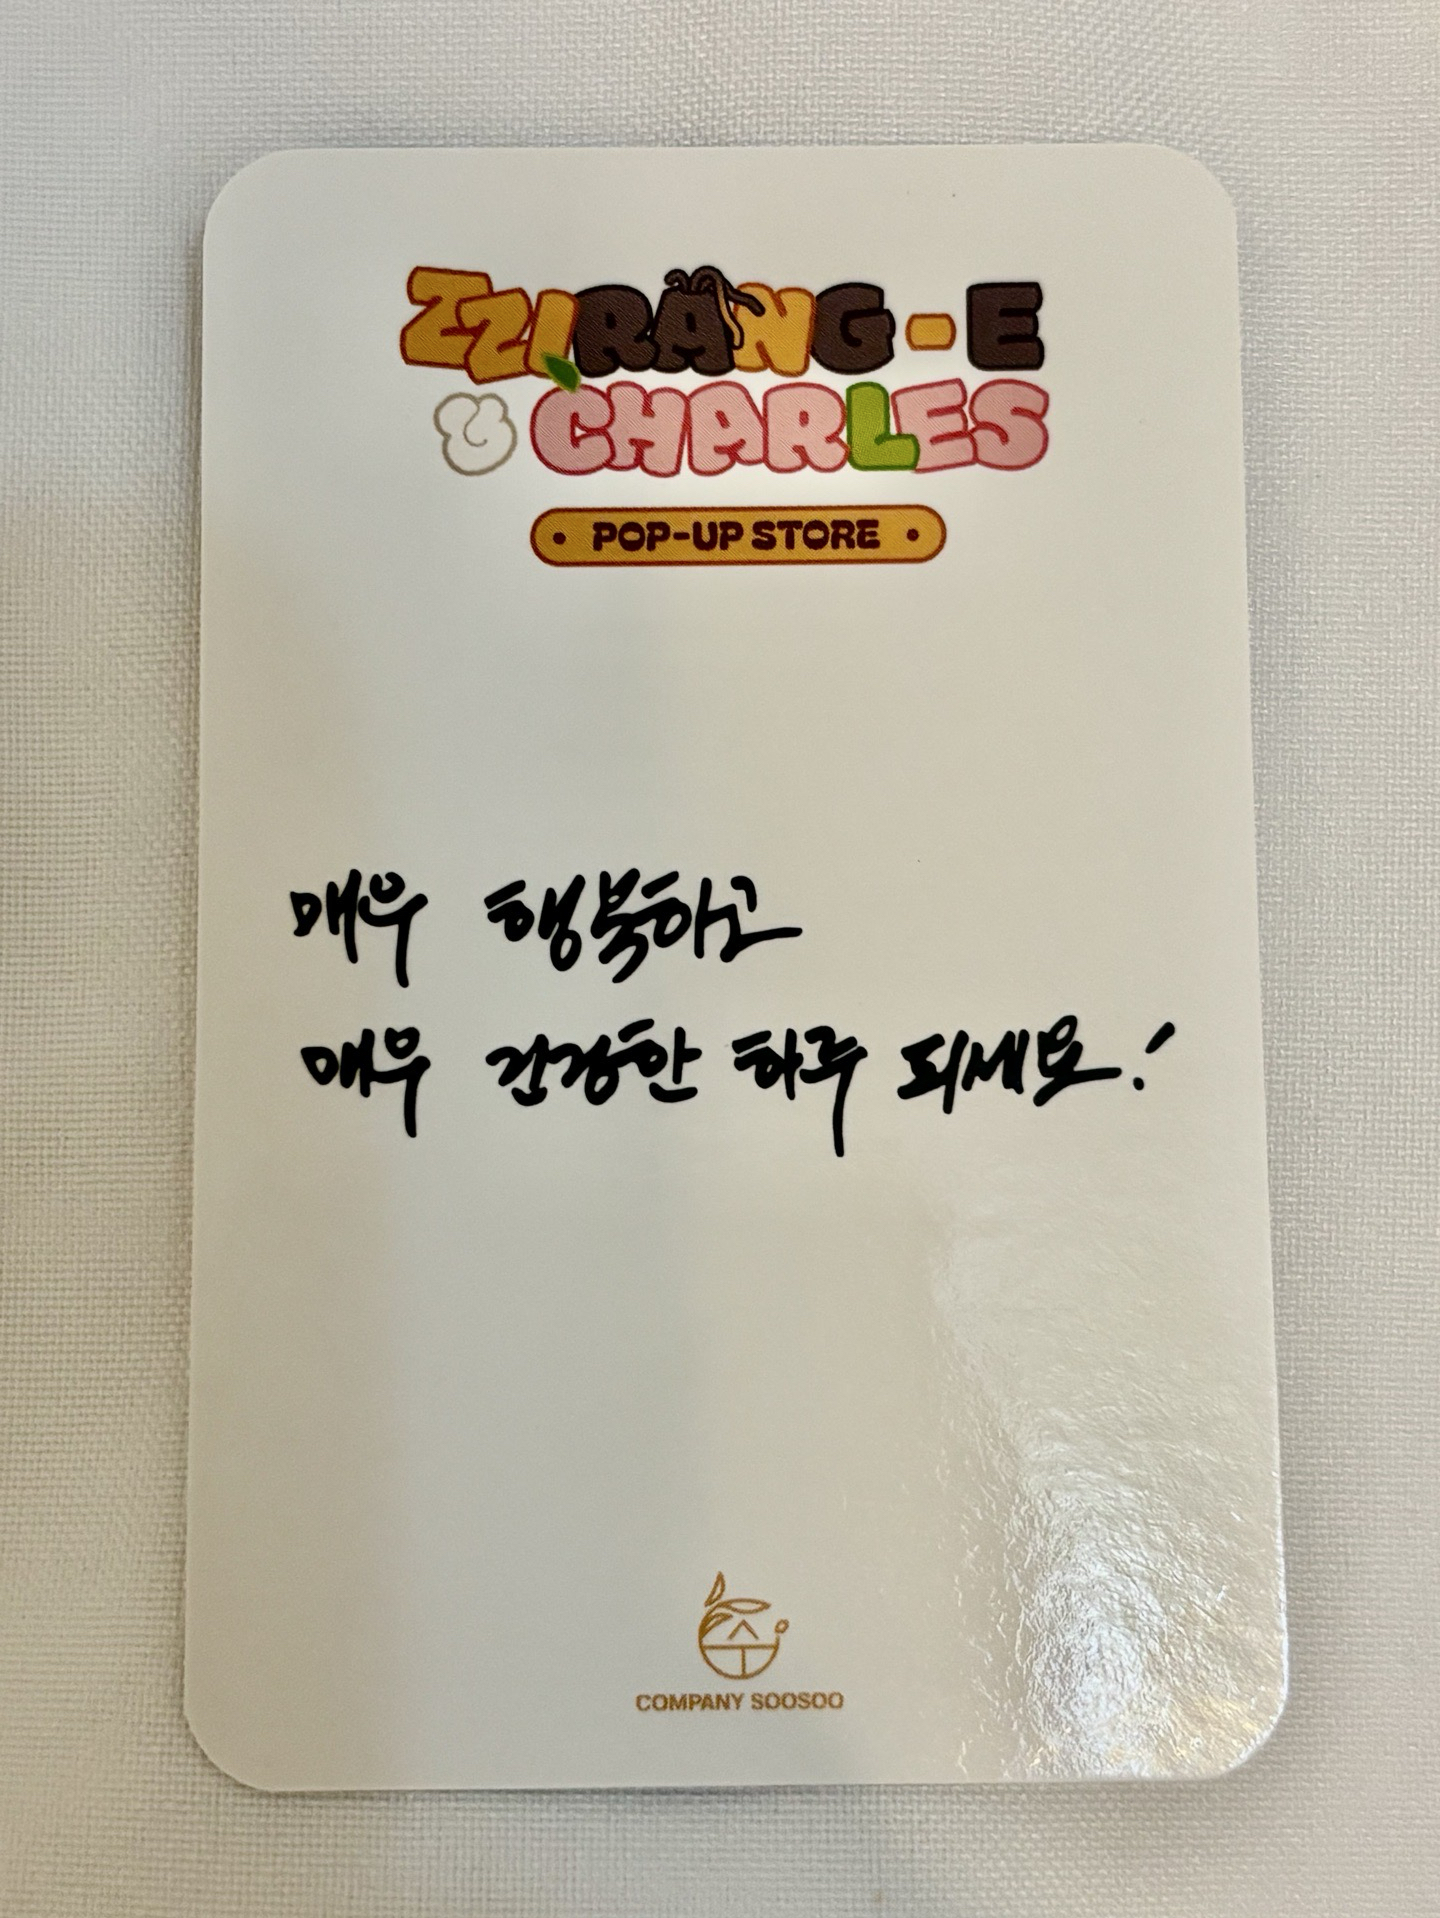 ZZIRANG-E
& CHARLES
• POP-UP STORE •
매우 행복하고
매우 건강한 하루 되세요!
수
COMPANY SOOSOO